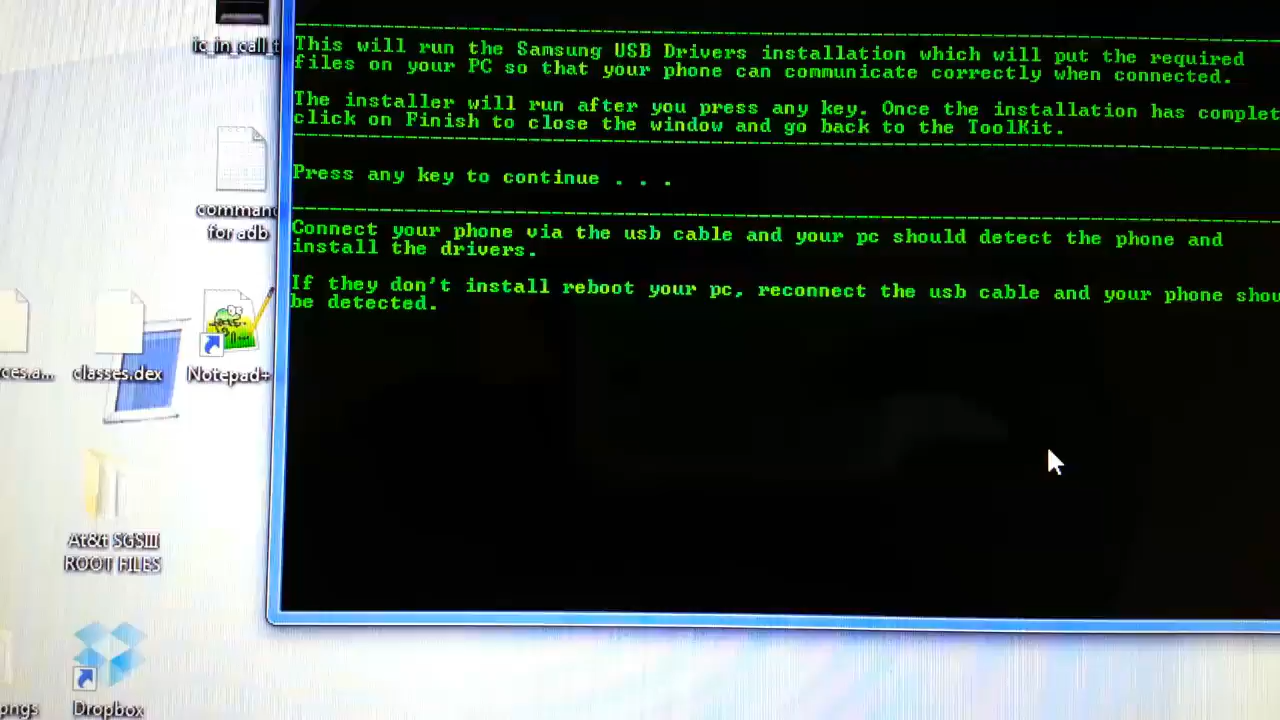 This will run the Samsung USB Drivers installation which will put the required
files on your PC so that your phone can communicate correctly when connected.
The installer will run after you press any key. Once the installation has complet
click on Finish to close the window and go back to the ToolKit.
Press any key to continue . . .
Connect your phone via the usb cable and your pc should detect the phone and
install the drivers.
If they don't install reboot your pc, reconnect the usb cable and your phone shou
be detected.
ic_in_call_t
comman
for adb
ces.a...
classes.dex
Notepad+
At&t SGSIII
ROOT FILES
pngs
Dropbox